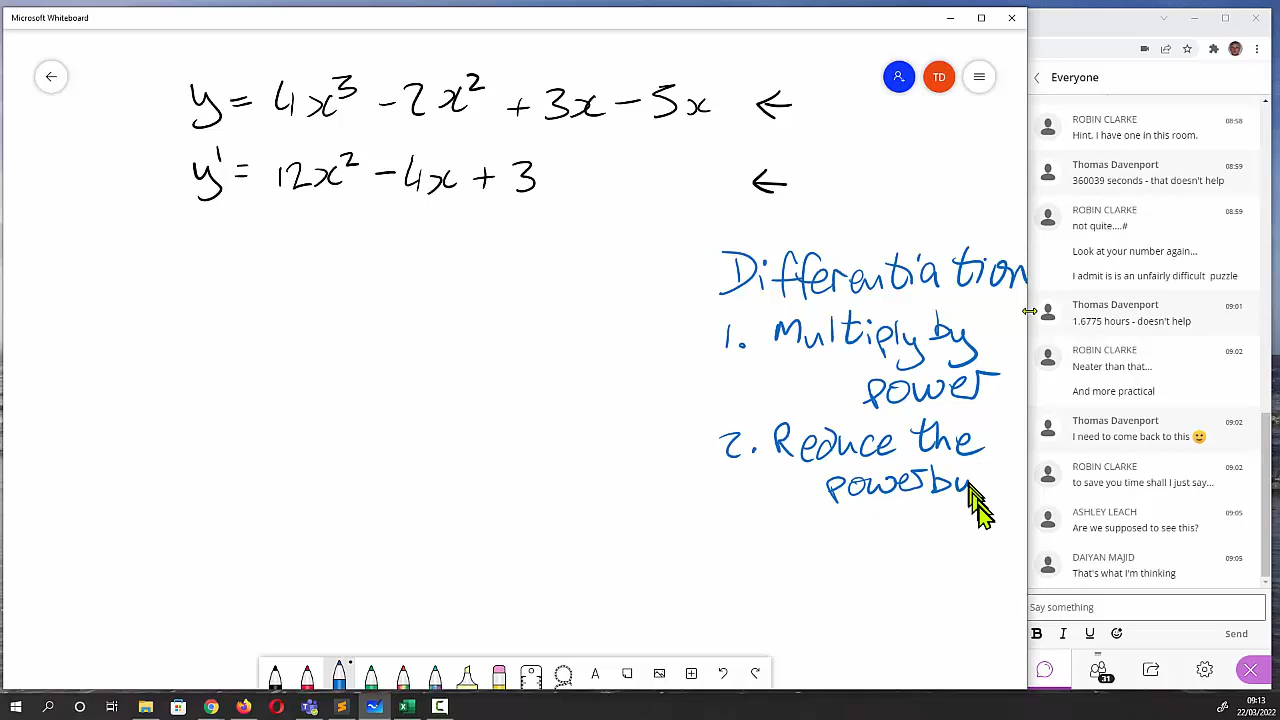 Microsoft Whiteboard
y = 4x³ - 2x² + 3x - 5x ←
TD
y' = 12x² - 4x + 3 ←
Differentiation
1. Multiply by
power
2. Reduce the
power by
Everyone
ROBIN CLARKE 08:58
Hint, I have one in this room.
Thomas Davenport 08:59
360039 seconds - that doesn't help
ROBIN CLARKE 08:59
not quite....#
Look at your number again...
I admit is is an unfairly difficult puzzle
Thomas Davenport 09:01
1.6775 hours - doesn't help
ROBIN CLARKE 09:02
Neater than that...
And more practical
Thomas Davenport 09:02
I need to come back to this 🙂
ROBIN CLARKE 09:02
to save you time shall I just say...
ASHLEY LEACH 09:05
Are we supposed to see this?
DAIYAN MAJID 09:05
That's what I'm thinking
Say something
B I U Send
31
A
09:13
22/03/2022